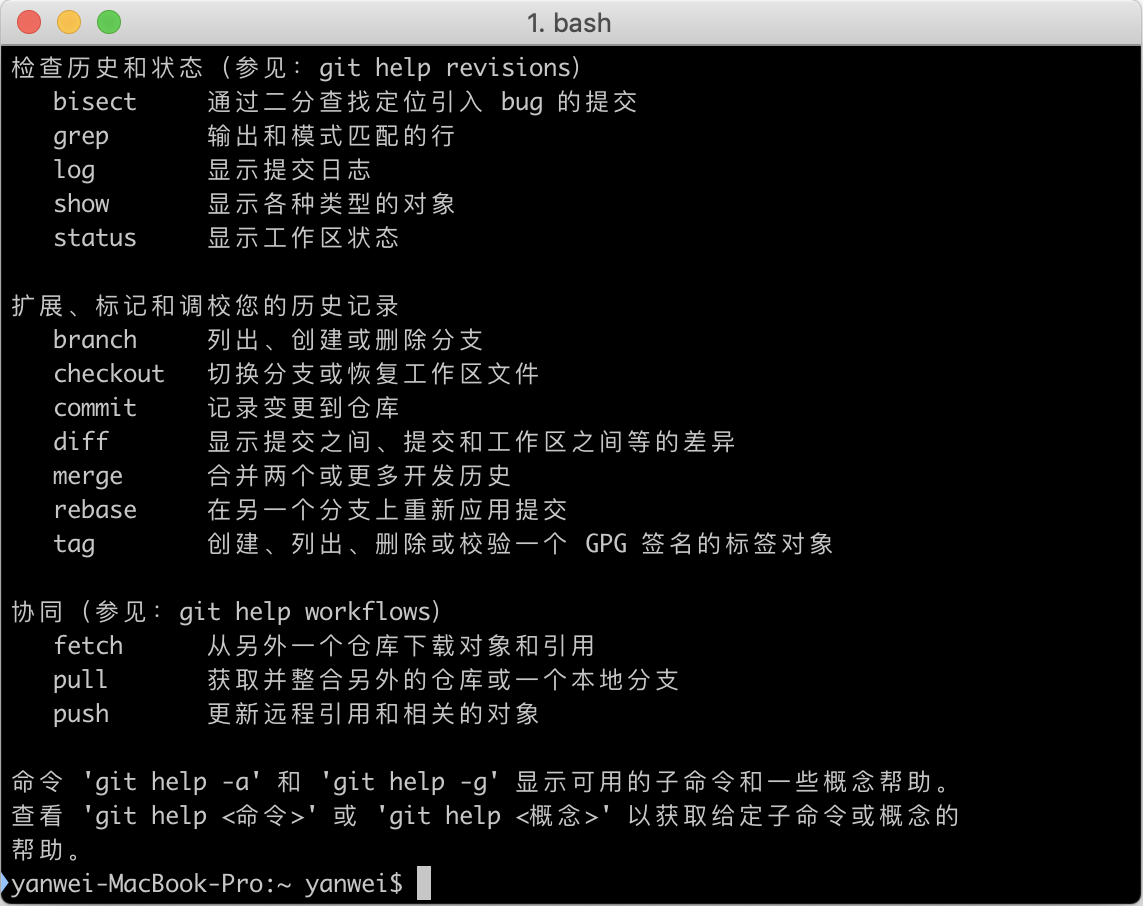 1. bash
检查历史和状态（参见：git help revisions）
bisect 通过二分查找定位引入 bug 的提交
grep 输出和模式匹配的行
log 显示提交日志
show 显示各种类型的对象
status 显示工作区状态
扩展、标记和调校您的历史记录
branch 列出、创建或删除分支
checkout 切换分支或恢复工作区文件
commit 记录变更到仓库
diff 显示提交之间、提交和工作区之间等的差异
merge 合并两个或更多开发历史
rebase 在另一个分支上重新应用提交
tag 创建、列出、删除或校验一个 GPG 签名的标签对象
协同（参见：git help workflows）
fetch 从另外一个仓库下载对象和引用
pull 获取并整合另外的仓库或一个本地分支
push 更新远程引用和相关的对象
命令 'git help -a' 和 'git help -g' 显示可用的子命令和一些概念帮助。
查看 'git help <命令>' 或 'git help <概念>' 以获取给定子命令或概念的
帮助。
yanwei-MacBook-Pro:~ yanwei$